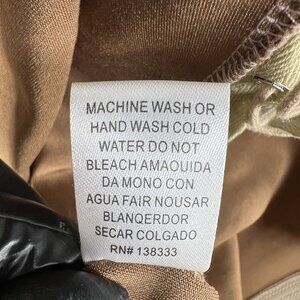 MACHINE WASH OR
HAND WASH COLD
WATER DO NOT
BLEACH AMAOUIDA
DA MONO CON
AGUA FAIR NOUSAR
BLANQERDOR
SECAR COLGADO
RN# 138333